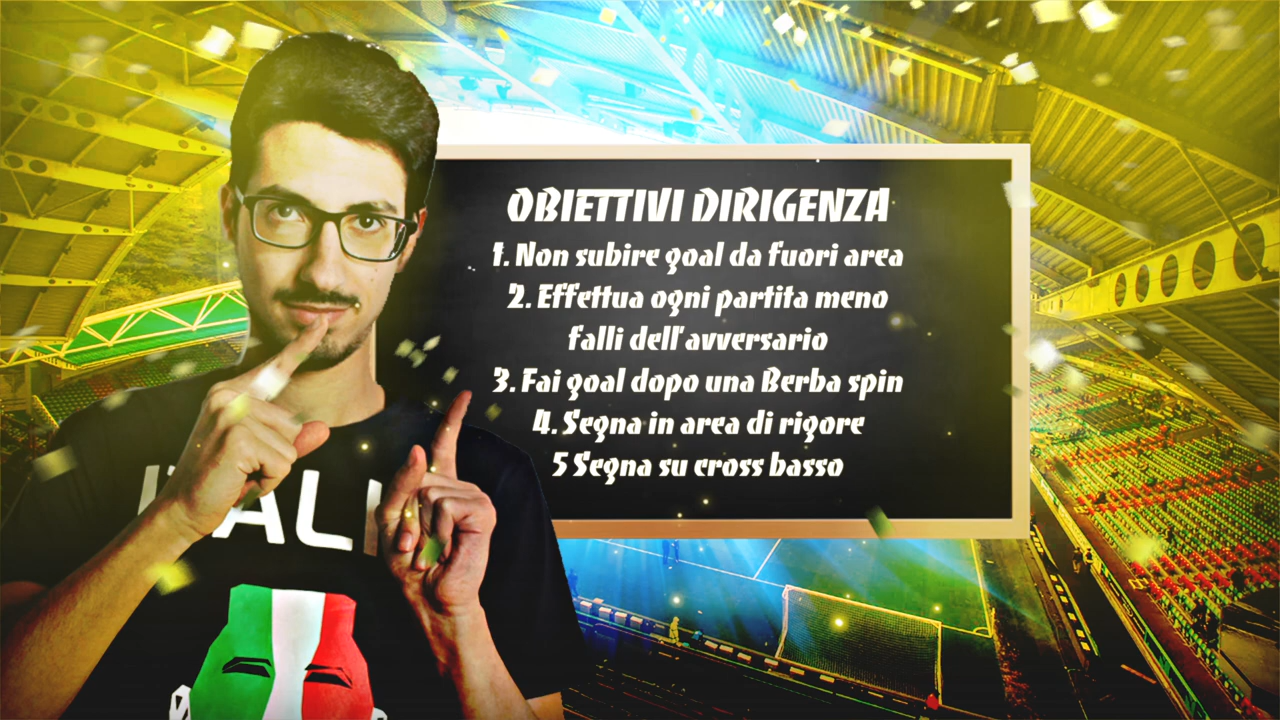 OBIETTIVI DIRIGENZA
1. Non subire goal da fuori area
2. Effettua ogni partita meno
falli dell'avversario
3. Fai goal dopo una Berba spin
4. Segna in area di rigore
5 Segna su cross basso